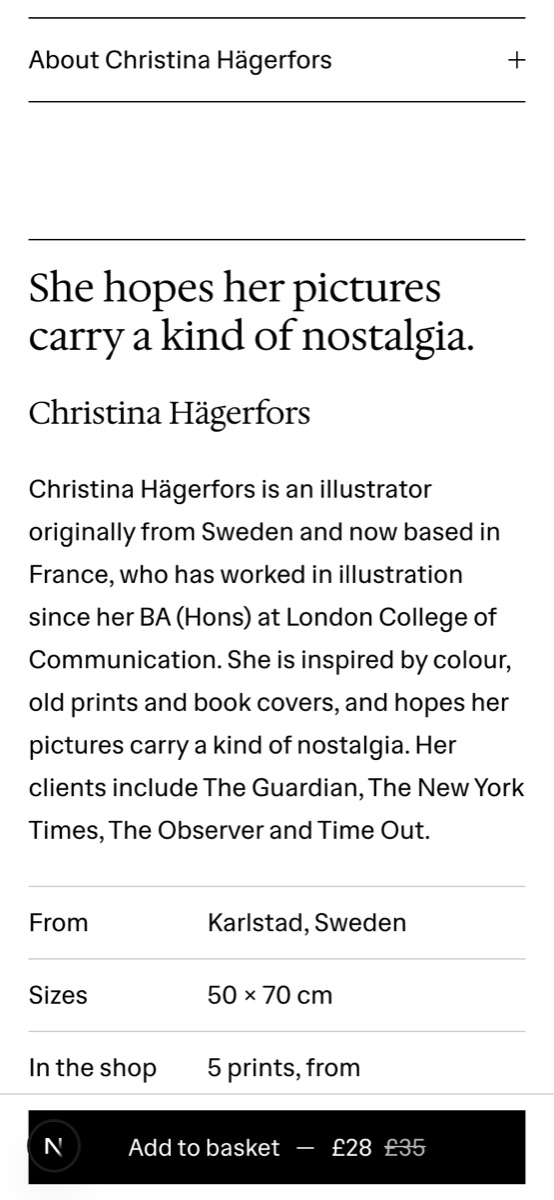 About Christina Hägerfors +
She hopes her pictures
carry a kind of nostalgia.
Christina Hägerfors
Christina Hägerfors is an illustrator
originally from Sweden and now based in
France, who has worked in illustration
since her BA (Hons) at London College of
Communication. She is inspired by colour,
old prints and book covers, and hopes her
pictures carry a kind of nostalgia. Her
clients include The Guardian, The New York
Times, The Observer and Time Out.
From Karlstad, Sweden
Sizes 50 × 70 cm
In the shop 5 prints, from
N Add to basket — £28 £35